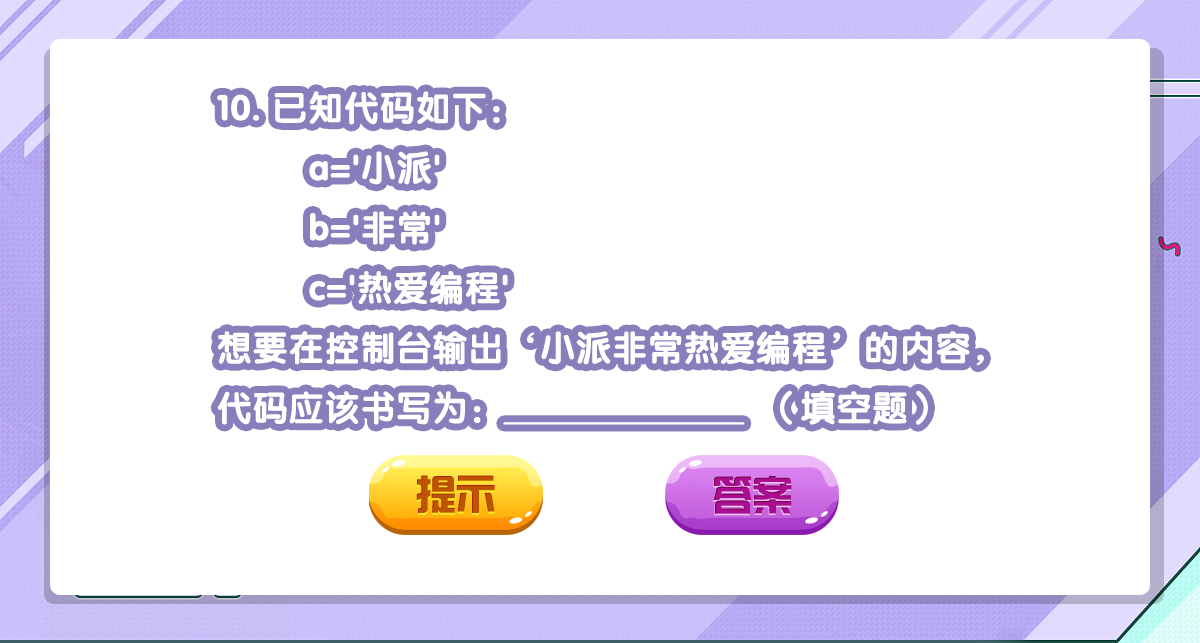 10. 已知代码如下：
a='小派'
b='非常'
c='热爱编程'
想要在控制台输出‘小派非常热爱编程’的内容，
代码应该书写为：____________（填空题）
提示
答案